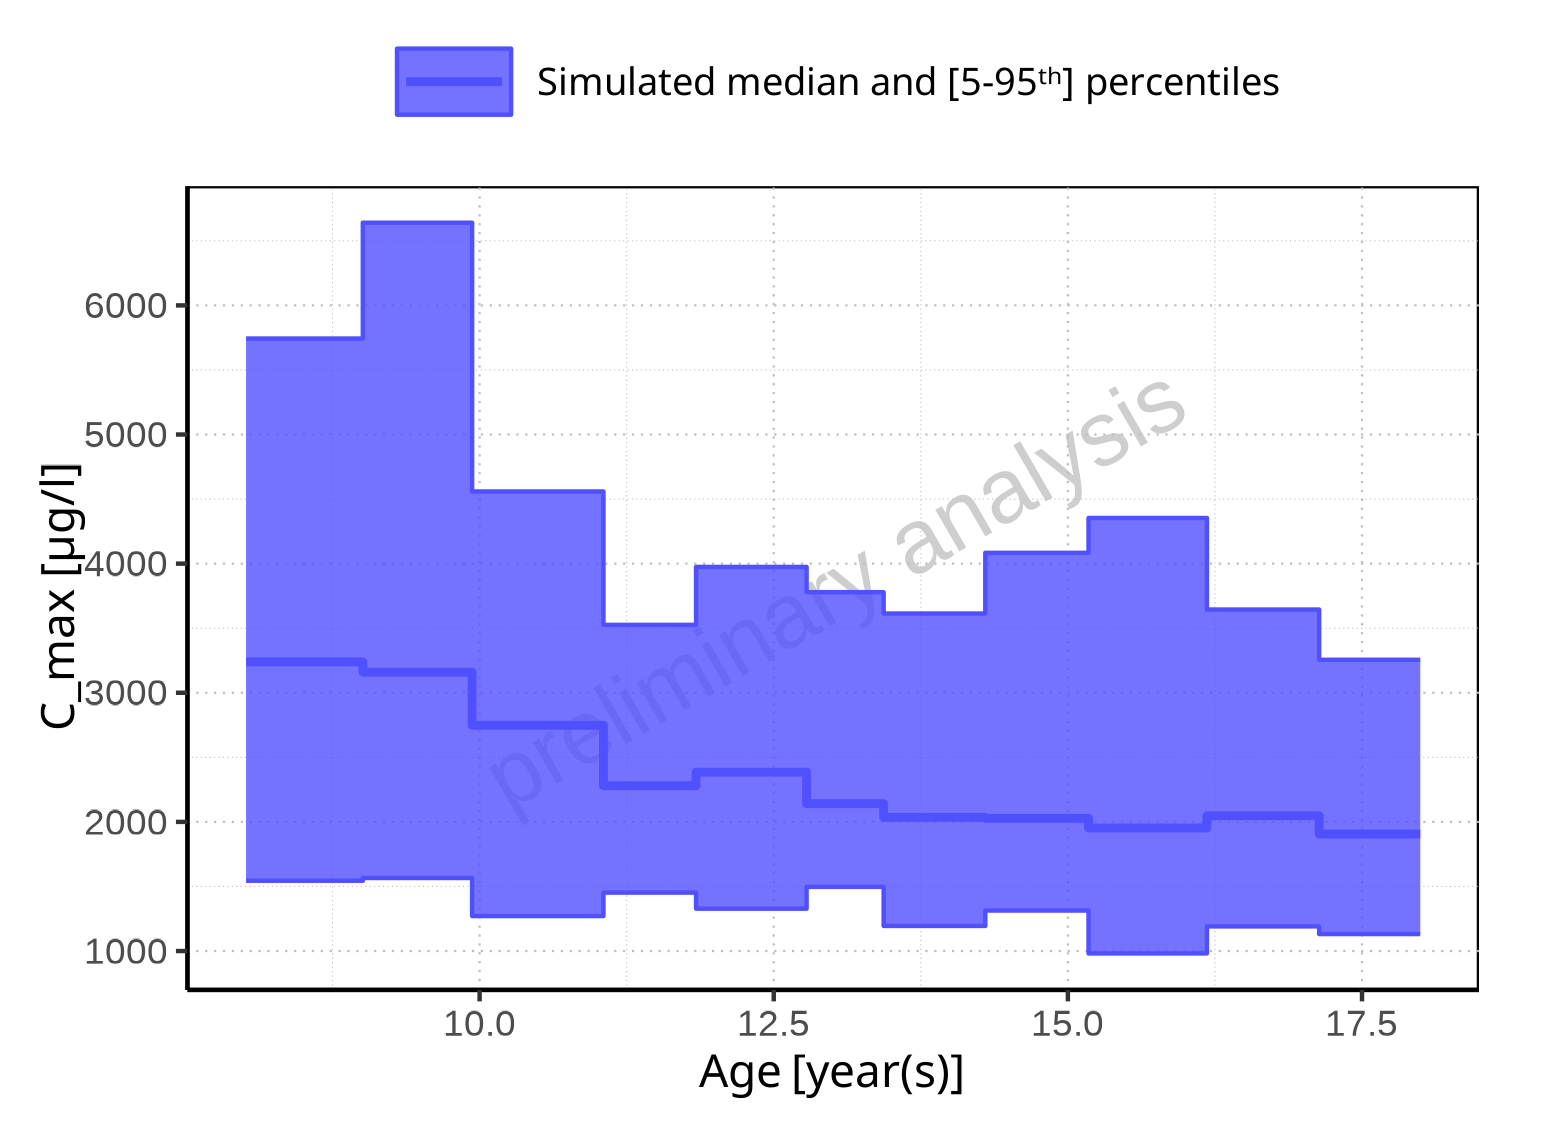 Simulated median and [5-95ᵗʰ] percentiles
6000
5000
4000
3000
2000
1000
C_max [µg/l]
preliminary analysis
10.0 12.5 15.0 17.5
Age [year(s)]